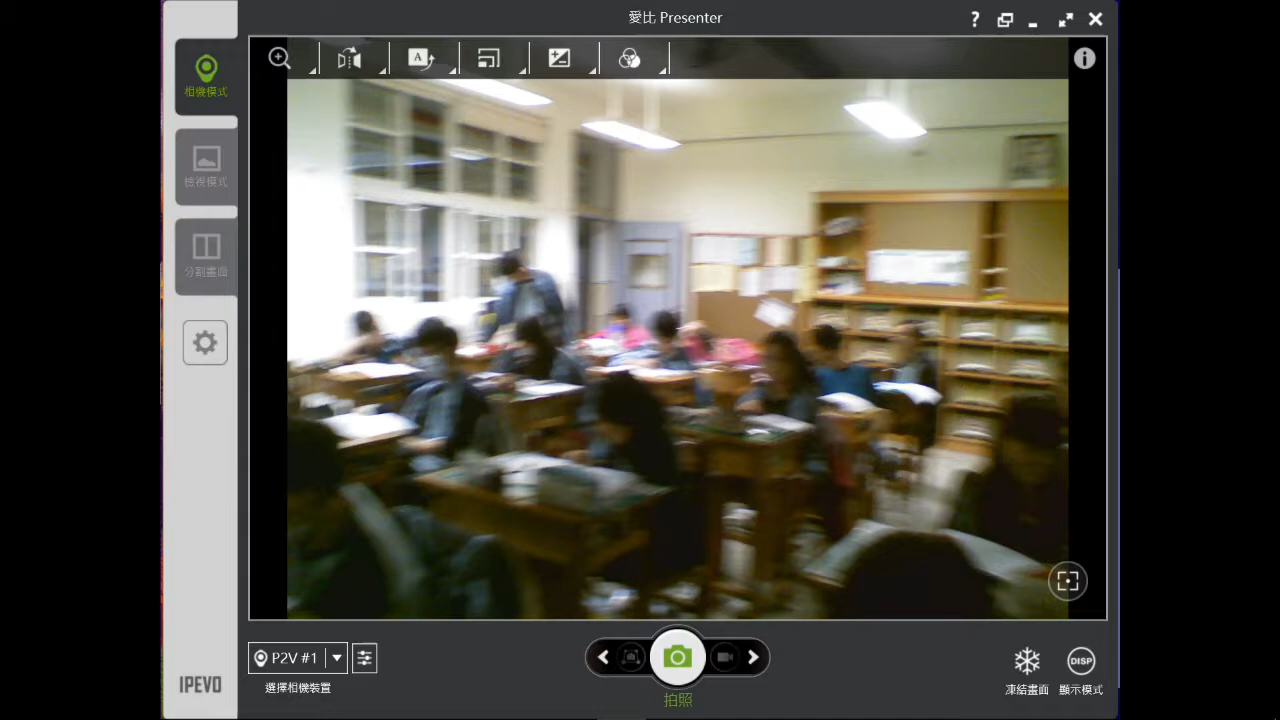 愛比 Presenter
?
相機模式
A
i
檢視模式
分割畫面
P2V #1
選擇相機裝置
拍照
DISP
凍結畫面
顯示模式
IPEVO